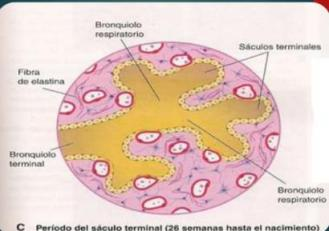 Bronquiolo
respiratorio
Sáculos terminales
Fibra
de elastina
Bronquiolo
terminal
Bronquiolo
respiratorio
C Período del sáculo terminal (26 semanas hasta el nacimiento)